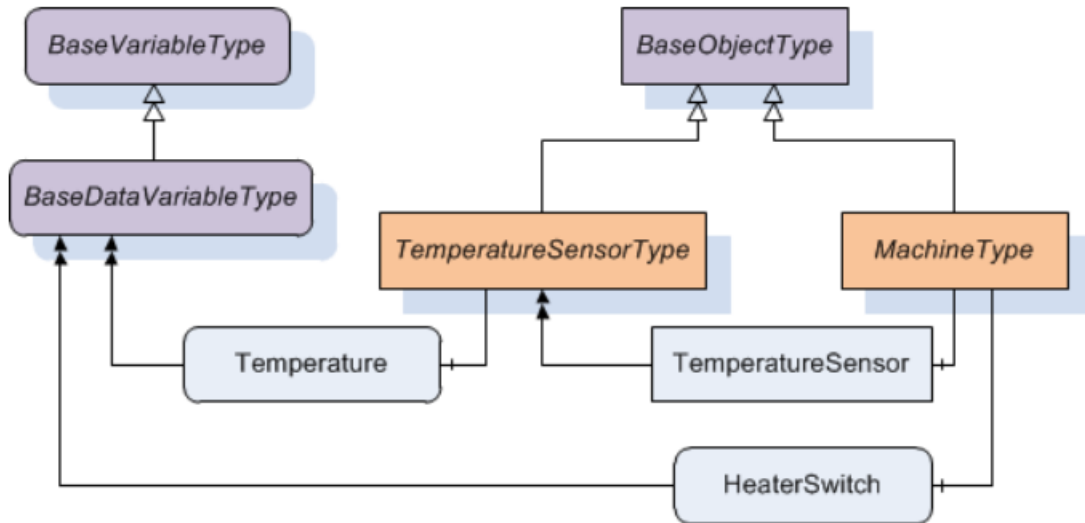 BaseVariableType
BaseObjectType
BaseDataVariableType
TemperatureSensorType
MachineType
Temperature
TemperatureSensor
HeaterSwitch